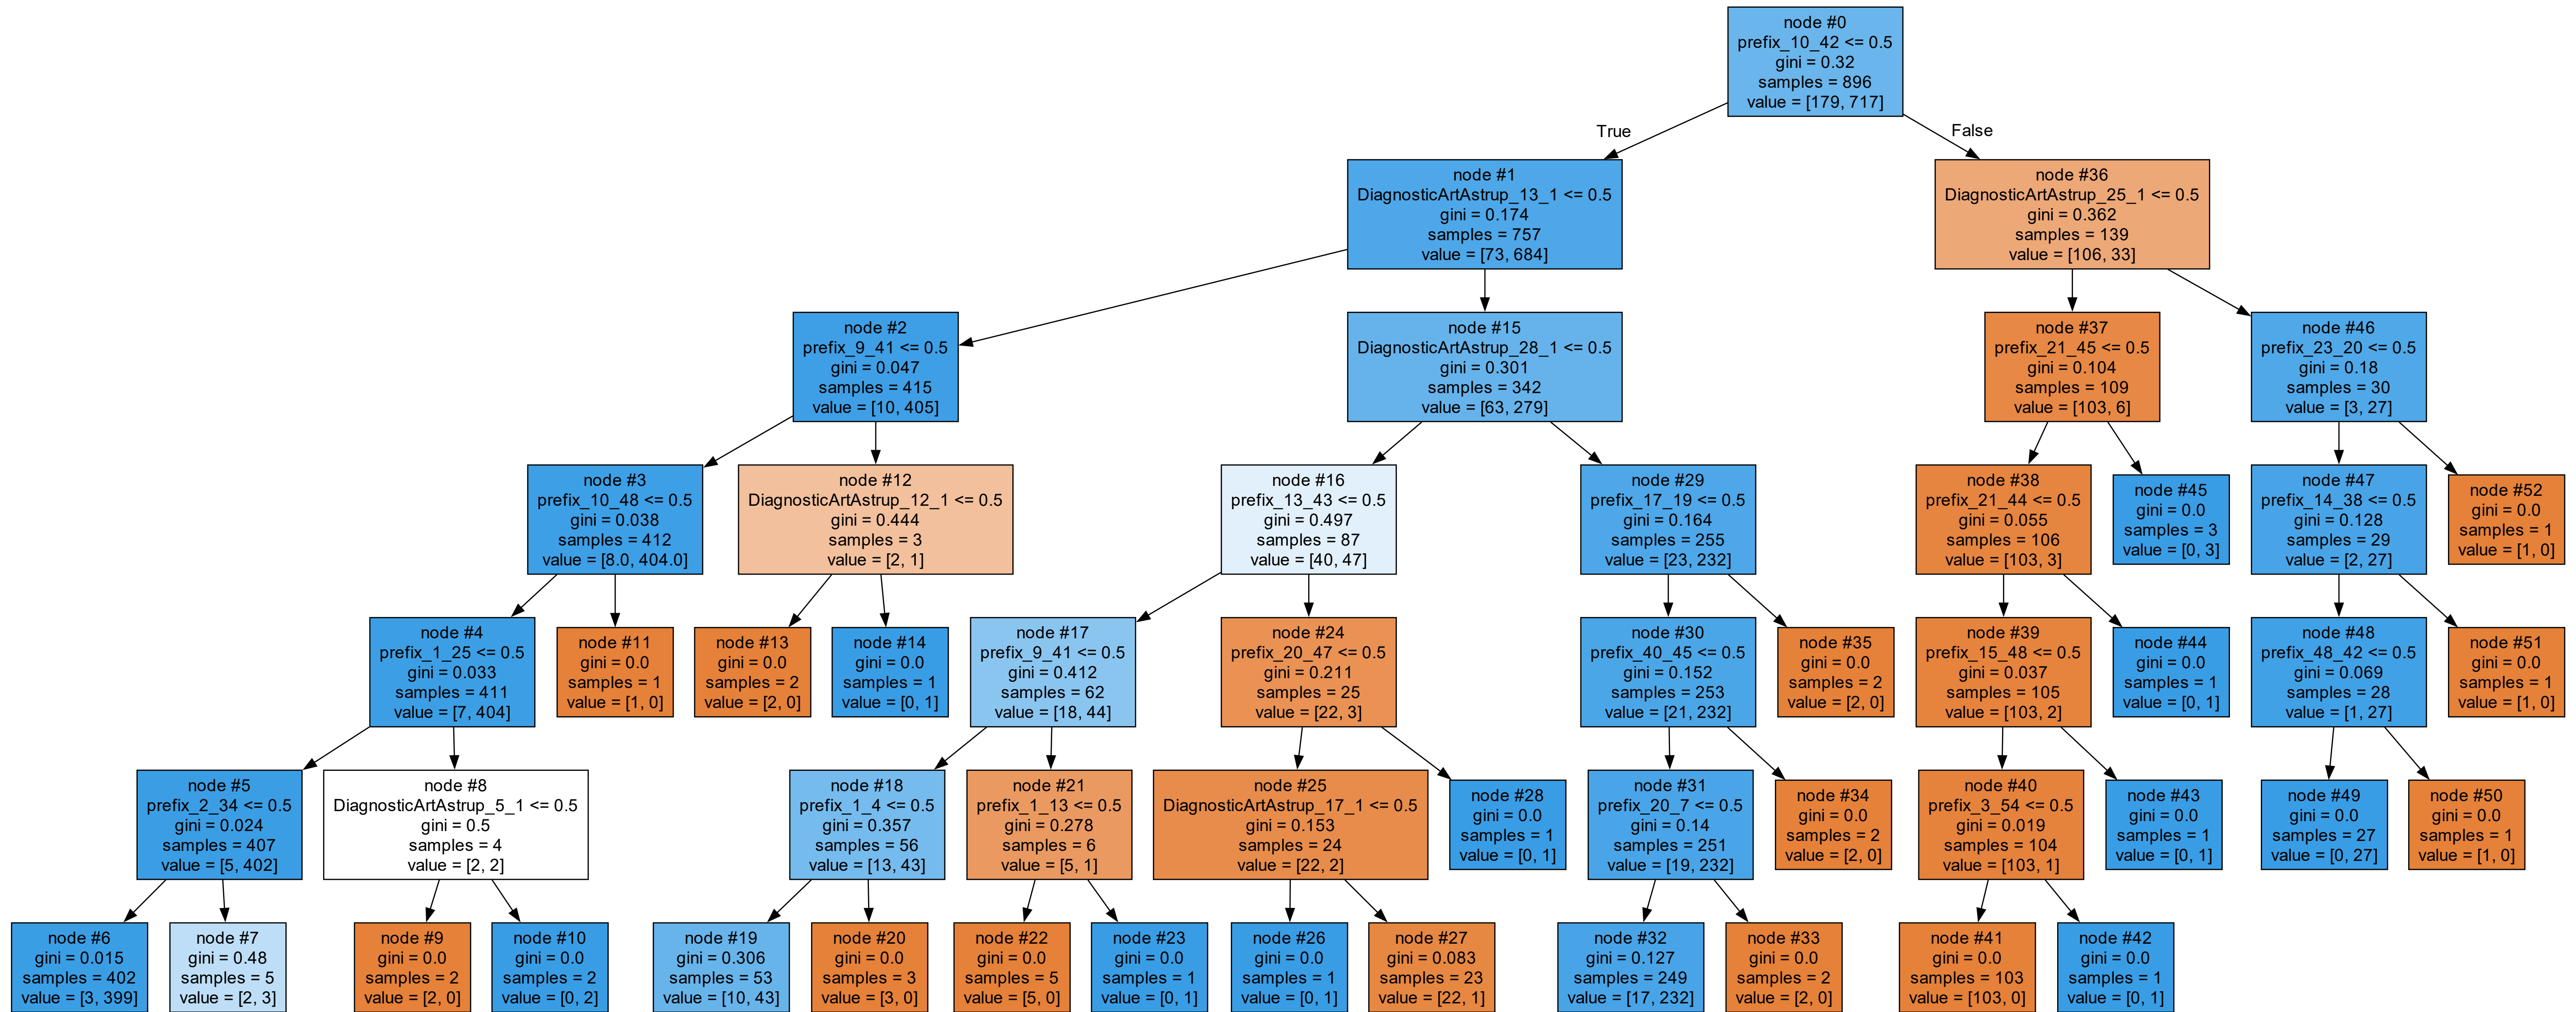 node #0
prefix_10_42 <= 0.5
gini = 0.32
samples = 896
value = [179, 717]
True
False
node #1
DiagnosticArtAstrup_13_1 <= 0.5
gini = 0.174
samples = 757
value = [73, 684]
node #36
DiagnosticArtAstrup_25_1 <= 0.5
gini = 0.362
samples = 139
value = [106, 33]
node #2
prefix_9_41 <= 0.5
gini = 0.047
samples = 415
value = [10, 405]
node #15
DiagnosticArtAstrup_28_1 <= 0.5
gini = 0.301
samples = 342
value = [63, 279]
node #37
prefix_21_45 <= 0.5
gini = 0.104
samples = 109
value = [103, 6]
node #46
prefix_23_20 <= 0.5
gini = 0.18
samples = 30
value = [3, 27]
node #3
prefix_10_48 <= 0.5
gini = 0.038
samples = 412
value = [8.0, 404.0]
node #12
DiagnosticArtAstrup_12_1 <= 0.5
gini = 0.444
samples = 3
value = [2, 1]
node #16
prefix_13_43 <= 0.5
gini = 0.497
samples = 87
value = [40, 47]
node #29
prefix_17_19 <= 0.5
gini = 0.164
samples = 255
value = [23, 232]
node #38
prefix_21_44 <= 0.5
gini = 0.055
samples = 106
value = [103, 3]
node #45
gini = 0.0
samples = 3
value = [0, 3]
node #47
prefix_14_38 <= 0.5
gini = 0.128
samples = 29
value = [2, 27]
node #52
gini = 0.0
samples = 1
value = [1, 0]
node #4
prefix_1_25 <= 0.5
gini = 0.033
samples = 411
value = [7, 404]
node #11
gini = 0.0
samples = 1
value = [1, 0]
node #13
gini = 0.0
samples = 2
value = [2, 0]
node #14
gini = 0.0
samples = 1
value = [0, 1]
node #17
prefix_9_41 <= 0.5
gini = 0.412
samples = 62
value = [18, 44]
node #24
prefix_20_47 <= 0.5
gini = 0.211
samples = 25
value = [22, 3]
node #30
prefix_40_45 <= 0.5
gini = 0.152
samples = 253
value = [21, 232]
node #35
gini = 0.0
samples = 2
value = [2, 0]
node #39
prefix_15_48 <= 0.5
gini = 0.037
samples = 105
value = [103, 2]
node #44
gini = 0.0
samples = 1
value = [0, 1]
node #48
prefix_48_42 <= 0.5
gini = 0.069
samples = 28
value = [1, 27]
node #51
gini = 0.0
samples = 1
value = [1, 0]
node #5
prefix_2_34 <= 0.5
gini = 0.024
samples = 407
value = [5, 402]
node #8
DiagnosticArtAstrup_5_1 <= 0.5
gini = 0.5
samples = 4
value = [2, 2]
node #18
prefix_1_4 <= 0.5
gini = 0.357
samples = 56
value = [13, 43]
node #21
prefix_1_13 <= 0.5
gini = 0.278
samples = 6
value = [5, 1]
node #25
DiagnosticArtAstrup_17_1 <= 0.5
gini = 0.153
samples = 24
value = [22, 2]
node #28
gini = 0.0
samples = 1
value = [0, 1]
node #31
prefix_20_7 <= 0.5
gini = 0.14
samples = 251
value = [19, 232]
node #34
gini = 0.0
samples = 2
value = [2, 0]
node #40
prefix_3_54 <= 0.5
gini = 0.019
samples = 104
value = [103, 1]
node #43
gini = 0.0
samples = 1
value = [0, 1]
node #49
gini = 0.0
samples = 27
value = [0, 27]
node #50
gini = 0.0
samples = 1
value = [1, 0]
node #6
gini = 0.015
samples = 402
value = [3, 399]
node #7
gini = 0.48
samples = 5
value = [2, 3]
node #9
gini = 0.0
samples = 2
value = [2, 0]
node #10
gini = 0.0
samples = 2
value = [0, 2]
node #19
gini = 0.306
samples = 53
value = [10, 43]
node #20
gini = 0.0
samples = 3
value = [3, 0]
node #22
gini = 0.0
samples = 5
value = [5, 0]
node #23
gini = 0.0
samples = 1
value = [0, 1]
node #26
gini = 0.0
samples = 1
value = [0, 1]
node #27
gini = 0.083
samples = 23
value = [22, 1]
node #32
gini = 0.127
samples = 249
value = [17, 232]
node #33
gini = 0.0
samples = 2
value = [2, 0]
node #41
gini = 0.0
samples = 103
value = [103, 0]
node #42
gini = 0.0
samples = 1
value = [0, 1]